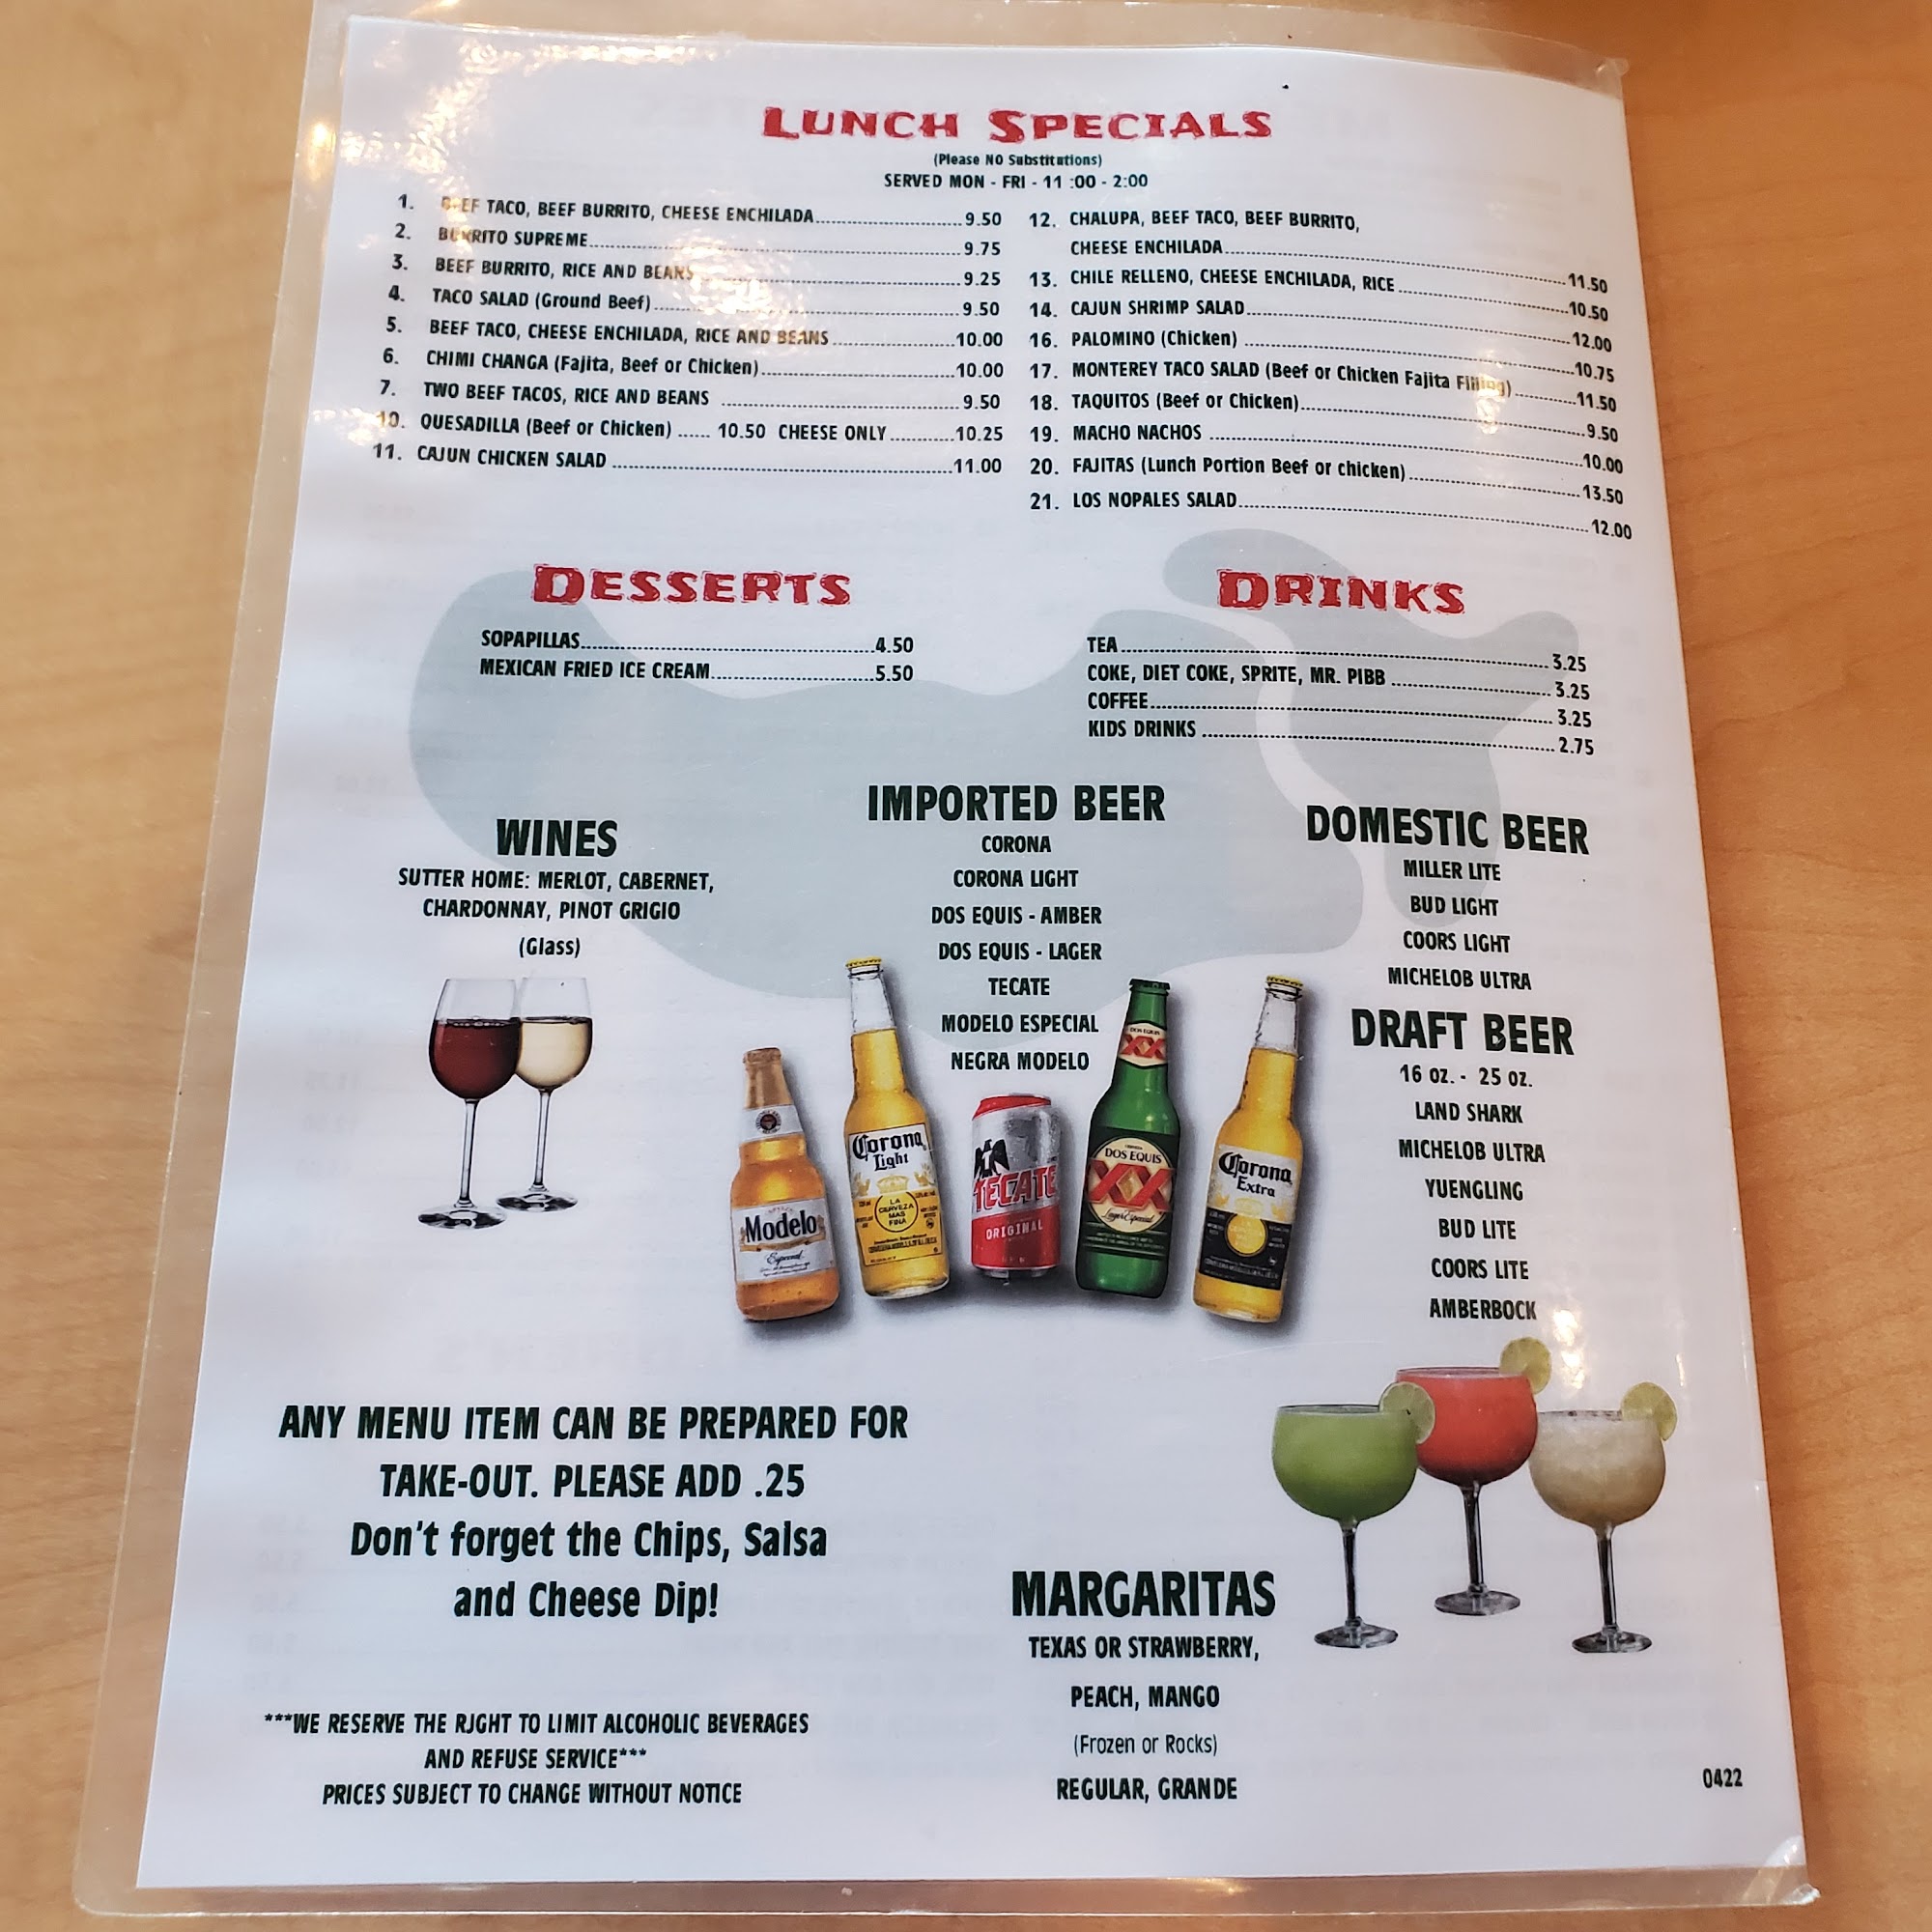 LUNCH SPECIALS
(Please NO Substitutions)
SERVED MON - FRI - 11 :00 - 2:00
1. BEEF TACO, BEEF BURRITO, CHEESE ENCHILADA 9.50
2. BURRITO SUPREME 9.75
3. BEEF BURRITO, RICE AND BEANS 9.25
4. TACO SALAD (Ground Beef) 9.50
5. BEEF TACO, CHEESE ENCHILADA, RICE AND BEANS 10.00
6. CHIMI CHANGA (Fajita, Beef or Chicken) 10.00
7. TWO BEEF TACOS, RICE AND BEANS 9.50
10. QUESADILLA (Beef or Chicken) ...... 10.50 CHEESE ONLY 10.25
11. CAJUN CHICKEN SALAD 11.00
12. CHALUPA, BEEF TACO, BEEF BURRITO,
CHEESE ENCHILADA 11.50
13. CHILE RELLENO, CHEESE ENCHILADA, RICE 10.50
14. CAJUN SHRIMP SALAD 12.00
16. PALOMINO (Chicken) 10.75
17. MONTEREY TACO SALAD (Beef or Chicken Fajita Filling) 11.50
18. TAQUITOS (Beef or Chicken) 9.50
19. MACHO NACHOS 10.00
20. FAJITAS (Lunch Portion Beef or chicken) 13.50
21. LOS NOPALES SALAD 12.00
DESSERTS
SOPAPILLAS 4.50
MEXICAN FRIED ICE CREAM 5.50
DRINKS
TEA 3.25
COKE, DIET COKE, SPRITE, MR. PIBB 3.25
COFFEE 3.25
KIDS DRINKS 2.75
WINES
SUTTER HOME: MERLOT, CABERNET,
CHARDONNAY, PINOT GRIGIO
(Glass)
IMPORTED BEER
CORONA
CORONA LIGHT
DOS EQUIS - AMBER
DOS EQUIS - LAGER
TECATE
MODELO ESPECIAL
NEGRA MODELO
DOMESTIC BEER
MILLER LITE
BUD LIGHT
COORS LIGHT
MICHELOB ULTRA
DRAFT BEER
16 oz. - 25 oz.
LAND SHARK
MICHELOB ULTRA
YUENGLING
BUD LITE
COORS LITE
AMBERBOCK
Modelo
Especial
Corona
Light
LA
CERVEZA
MAS
FINA
TECATE
ORIGINAL
DOS EQUIS
XX
DOS EQUIS
XX
Lager Especial
Corona
Extra
ANY MENU ITEM CAN BE PREPARED FOR
TAKE-OUT. PLEASE ADD .25
Don't forget the Chips, Salsa
and Cheese Dip!
MARGARITAS
TEXAS OR STRAWBERRY,
PEACH, MANGO
(Frozen or Rocks)
REGULAR, GRANDE
***WE RESERVE THE RJGHT TO LIMIT ALCOHOLIC BEVERAGES
AND REFUSE SERVICE***
PRICES SUBJECT TO CHANGE WITHOUT NOTICE
0422